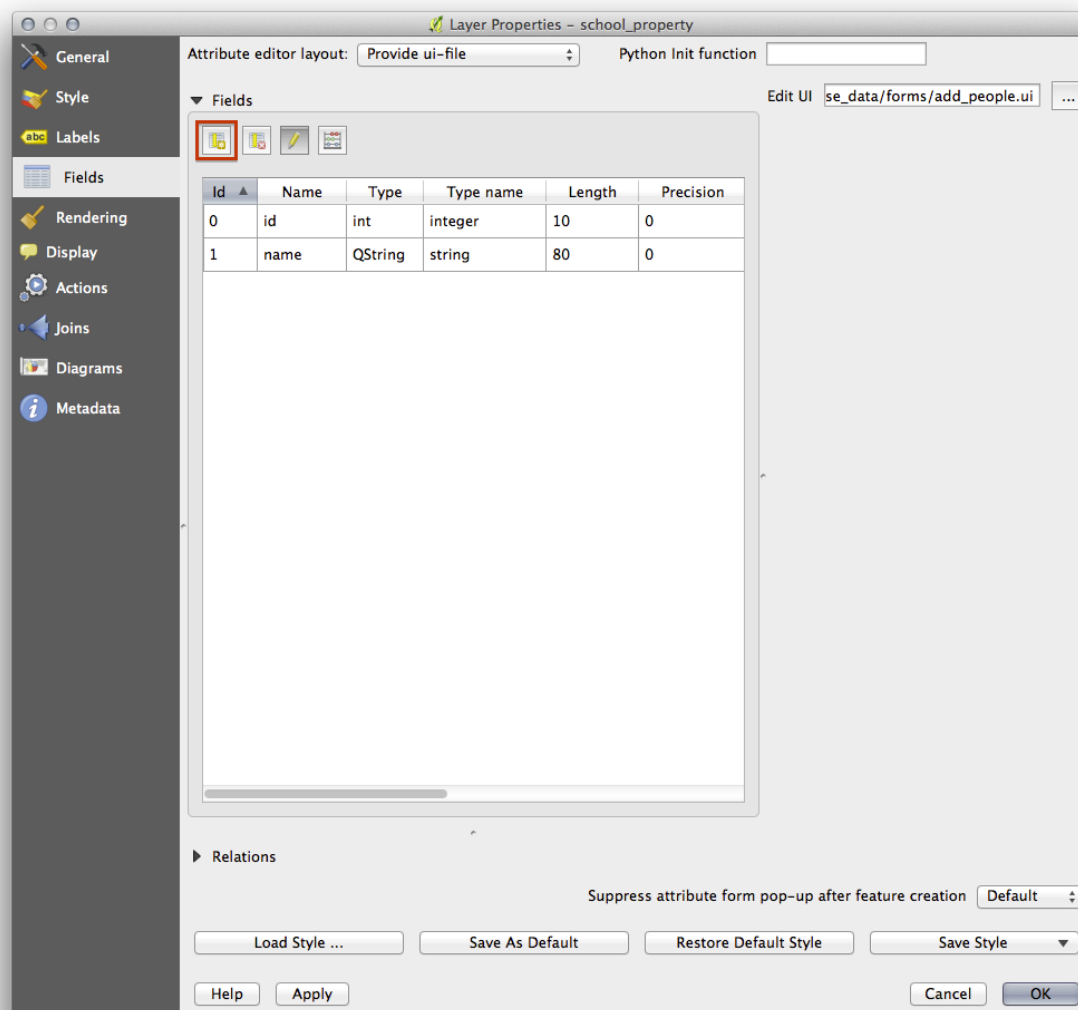 Layer Properties – school_property
General
Style
abc Labels
Fields
Rendering
Display
Actions
Joins
Diagrams
i Metadata
Attribute editor layout: Provide ui-file Python Init function
Fields
Edit UI se_data/forms/add_people.ui ...
Id Name Type Type name Length Precision
0 id int integer 10 0
1 name QString string 80 0
Relations
Suppress attribute form pop-up after feature creation Default
Load Style ... Save As Default Restore Default Style Save Style
Help Apply Cancel OK